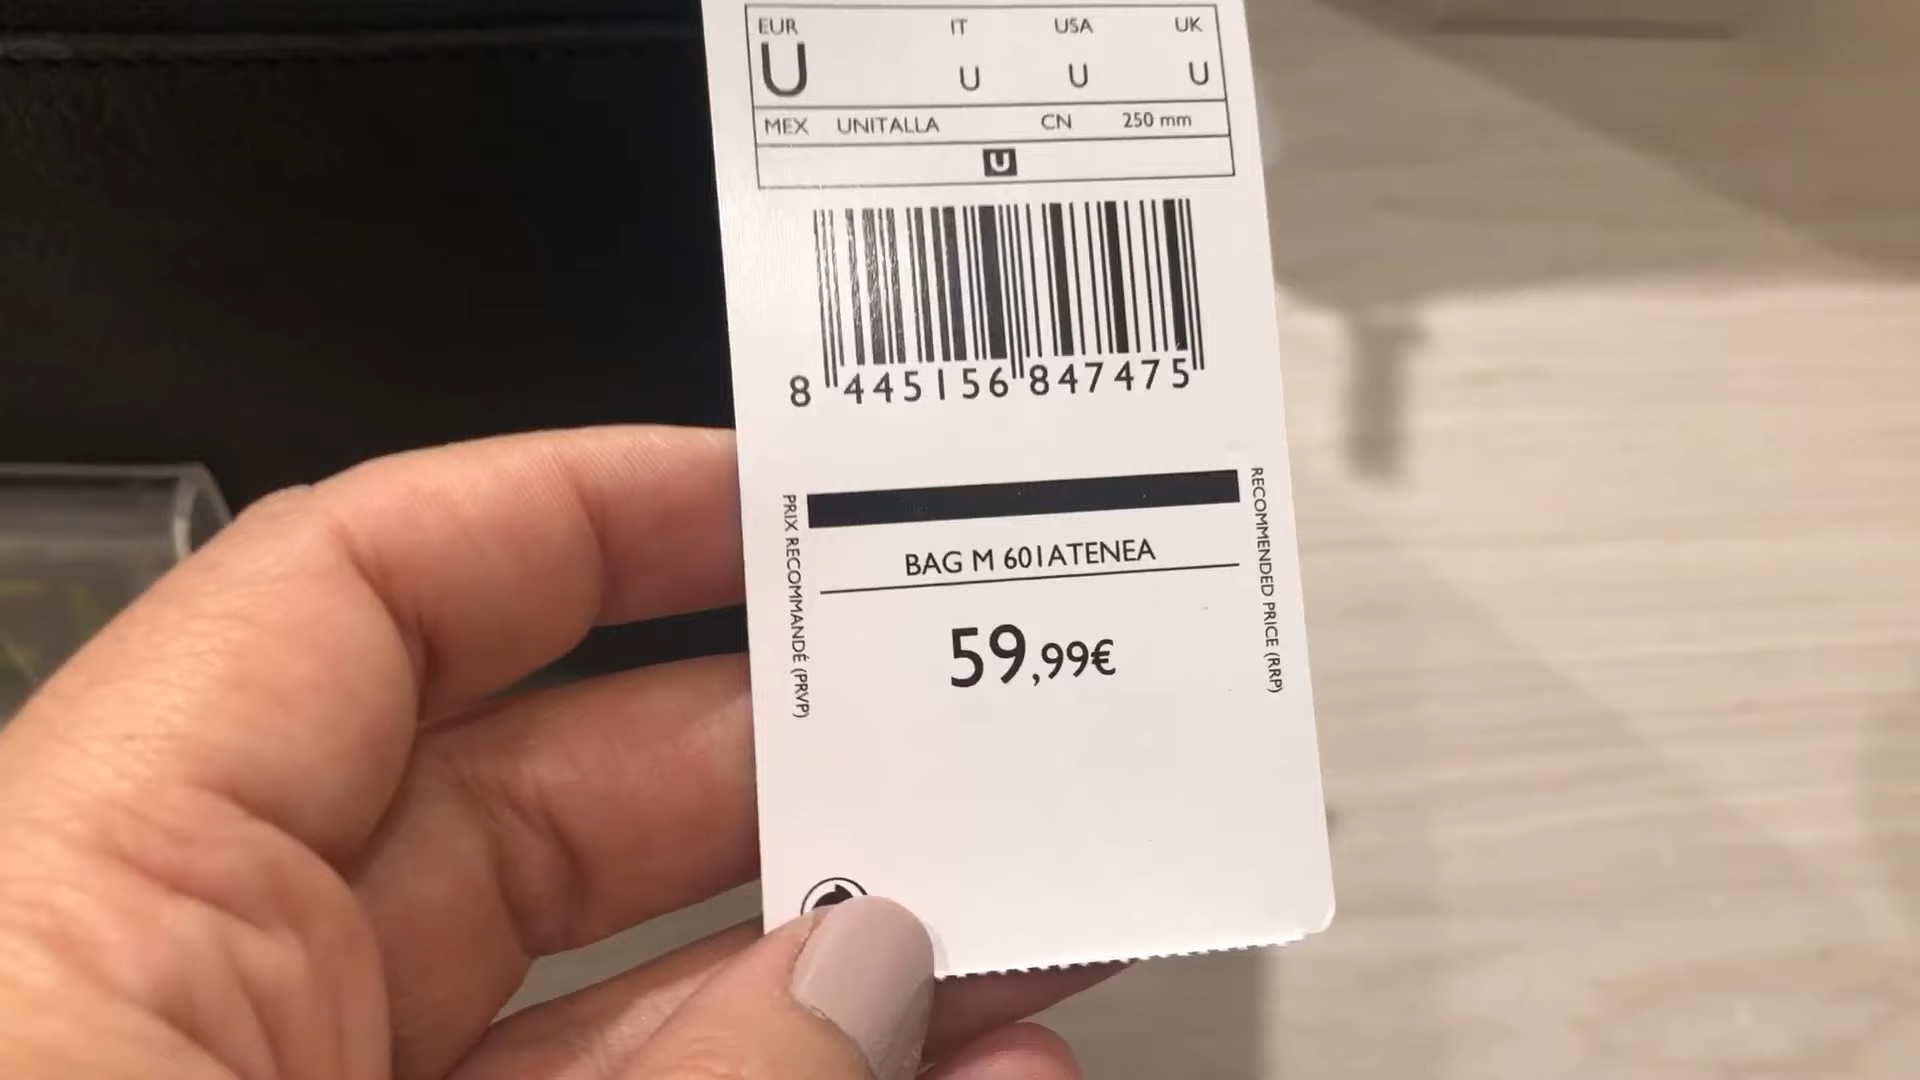 EUR IT USA UK
U U U U
MEX UNITALLA CN 250 mm
U
8 445156 847475
PRIX RECOMMANDÉ (PRVP)
RECOMMENDED PRICE (RRP)
BAG M 601ATENEA
59,99€